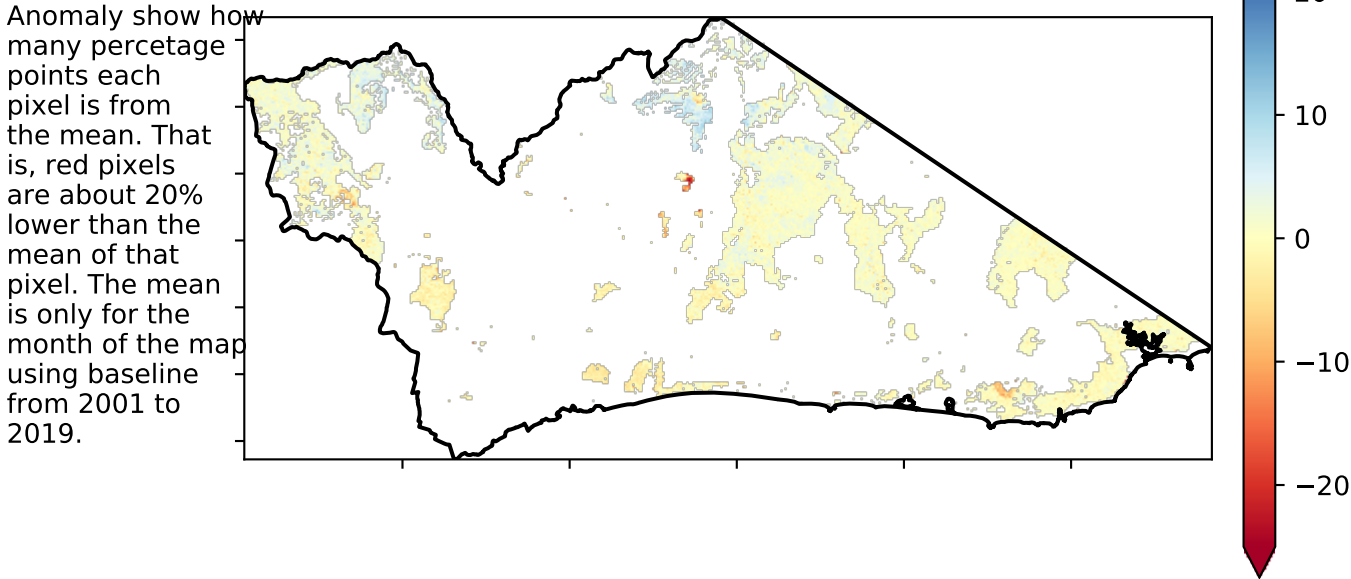 Anomaly show how
many percetage
points each
pixel is from
the mean. That
is, red pixels
are about 20%
lower than the
mean of that
pixel. The mean
is only for the
month of the map
using baseline
from 2001 to
2019.
10
0
−10
−20